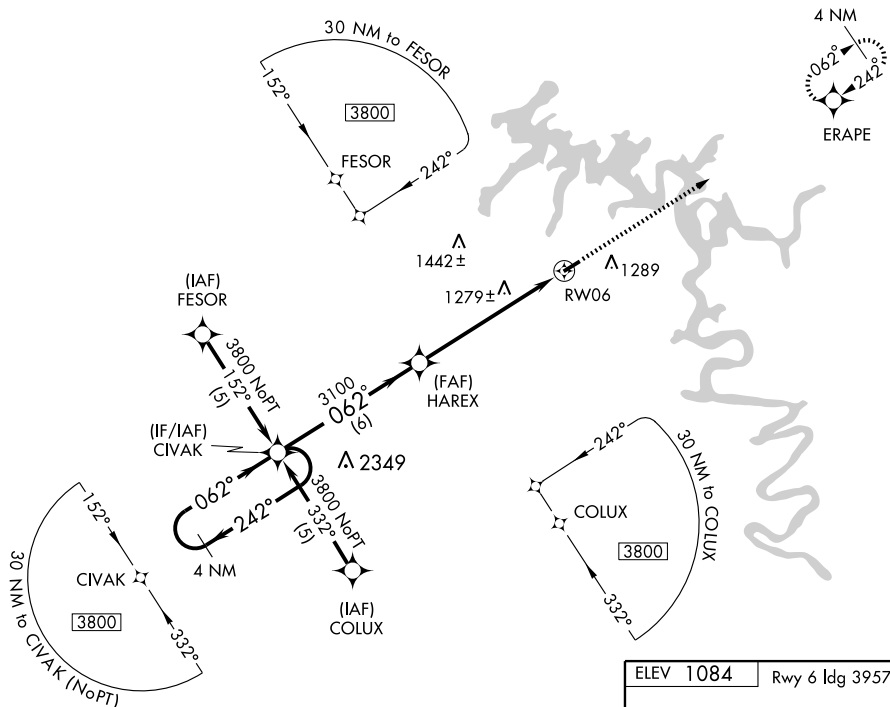 4 NM
062°
242°
ERAPE
30 NM to FESOR
152°
3800
FESOR
242°
1442±
1289
1279±
RW06
(IAF)
FESOR
3800 NoPT
152°
(5)
(FAF)
HAREX
3100
062°
(6)
(IF/IAF)
CIVAK
2349
062°
242°
3800 NoPT
332°
(5)
4 NM
(IAF)
COLUX
152°
CIVAK
3800
332°
30 NM to CIVAK (NoPT)
242°
30 NM to COLUX
COLUX
3800
332°
ELEV 1084
Rwy 6 ldg 3957